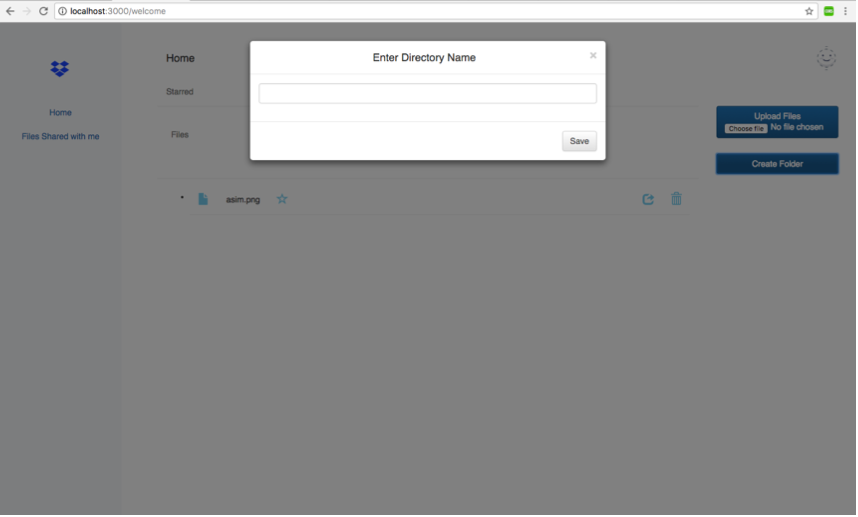 localhost:3000/welcome
Enter Directory Name
×
Save
Home
Files Shared with me
Home
Starred
Files
asim.png
Upload Files
Choose file No file chosen
Create Folder